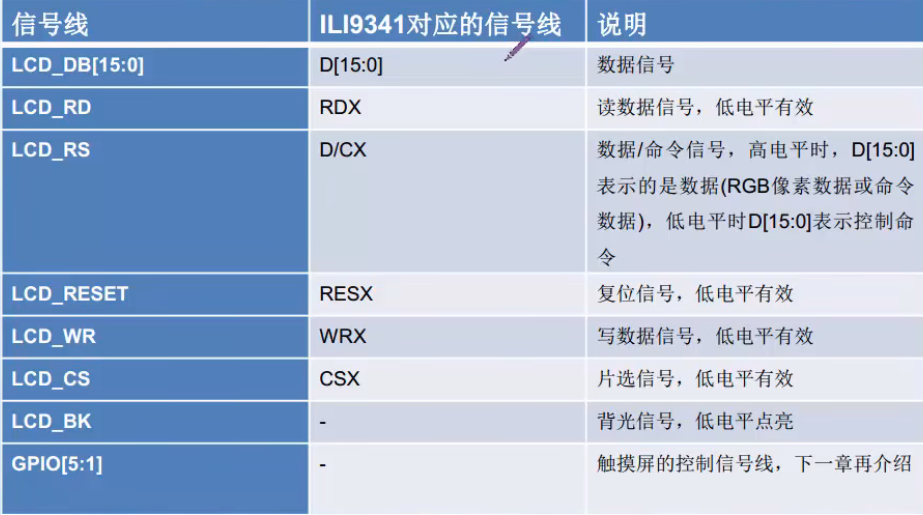 信号线 ILI9341对应的信号线 说明
LCD_DB[15:0] D[15:0] 数据信号
LCD_RD RDX 读数据信号，低电平有效
LCD_RS D/CX 数据/命令信号，高电平时，D[15:0]
表示的是数据(RGB像素数据或命令
数据)，低电平时D[15:0]表示控制命
令
LCD_RESET RESX 复位信号，低电平有效
LCD_WR WRX 写数据信号，低电平有效
LCD_CS CSX 片选信号，低电平有效
LCD_BK - 背光信号，低电平点亮
GPIO[5:1] - 触摸屏的控制信号线，下一章再介绍